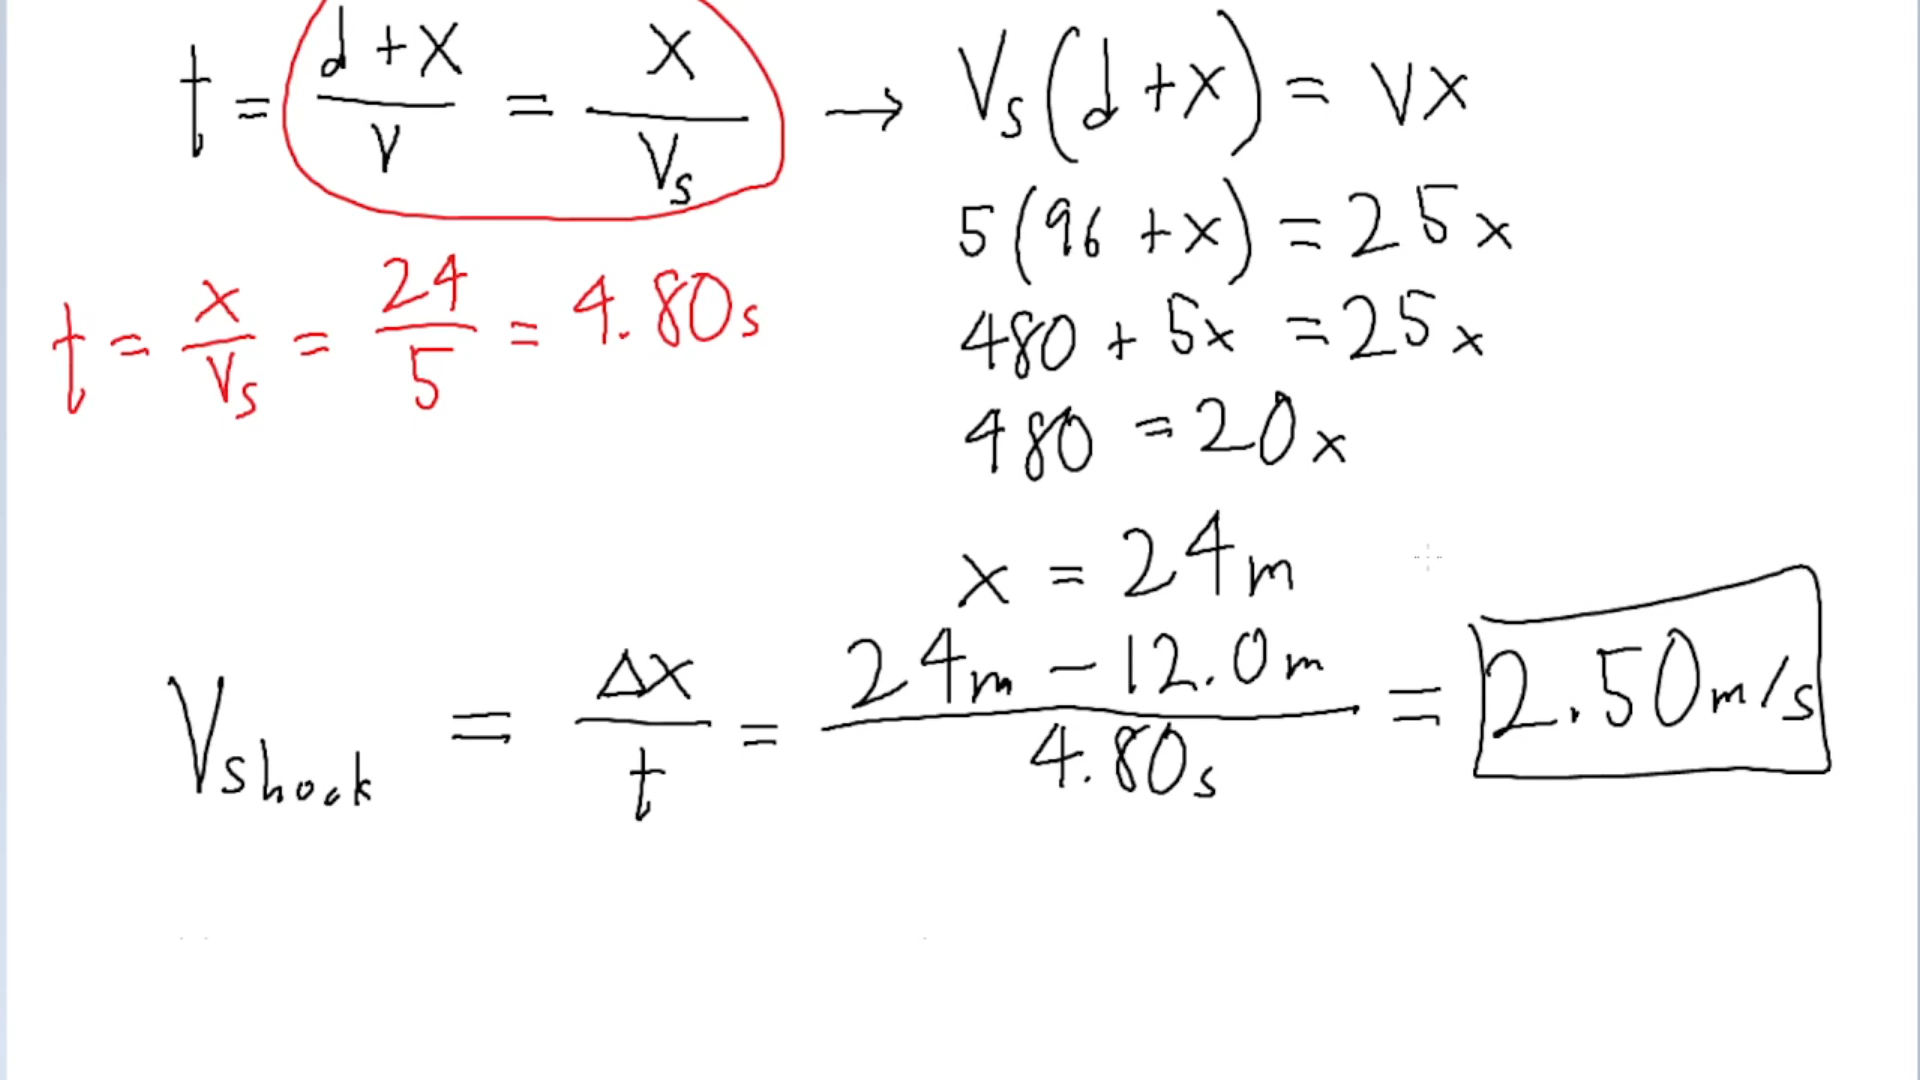 t = (d + x)/v = x/Vs → Vs(d + x) = vx
5(96 + x) = 25x
t = x/Vs = 24/5 = 4.80s
480 + 5x = 25x
480 = 20x
x = 24m
Vshock = Δx/t = (24m - 12.0m)/4.80s = 2.50m/s